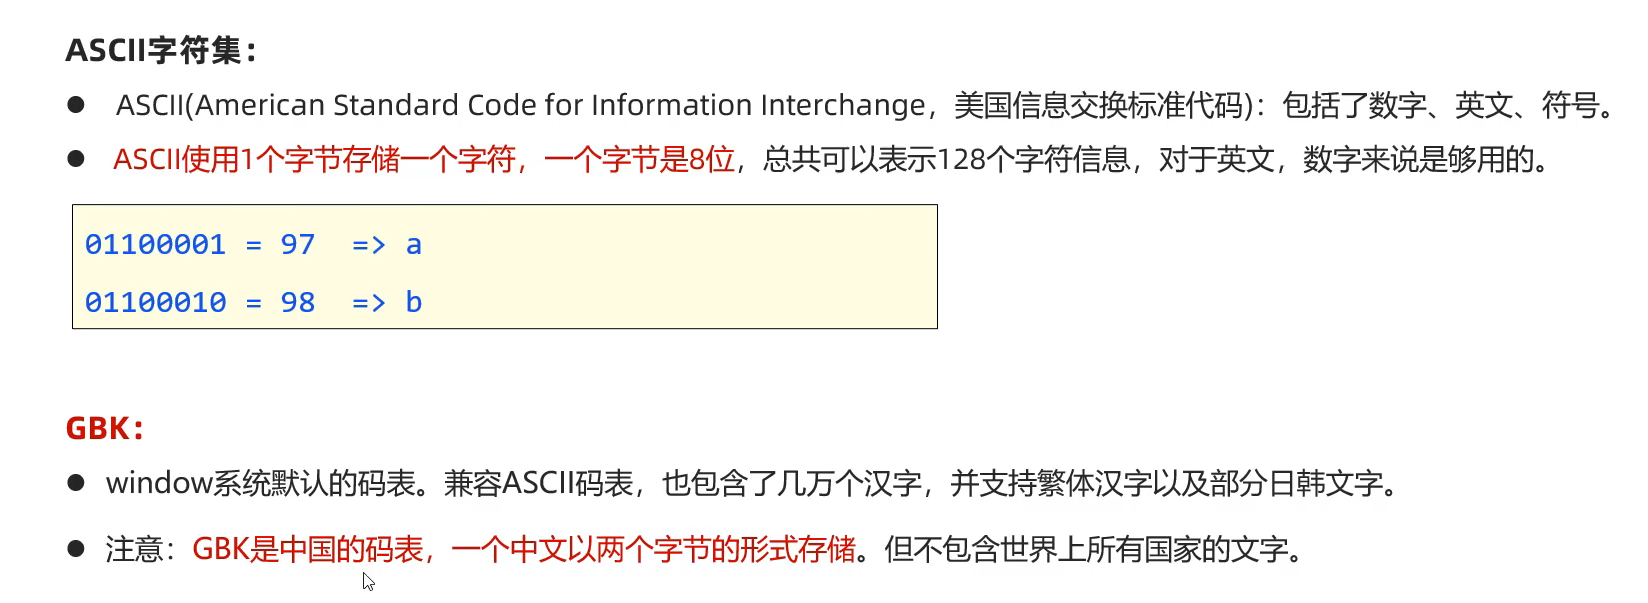 ASCII字符集：
● ASCII(American Standard Code for Information Interchange，美国信息交换标准代码)：包括了数字、英文、符号。
● ASCII使用1个字节存储一个字符，一个字节是8位，总共可以表示128个字符信息，对于英文，数字来说是够用的。
01100001 = 97  => a
01100010 = 98  => b
GBK：
● window系统默认的码表。兼容ASCII码表，也包含了几万个汉字，并支持繁体汉字以及部分日韩文字。
● 注意：GBK是中国的码表，一个中文以两个字节的形式存储。但不包含世界上所有国家的文字。